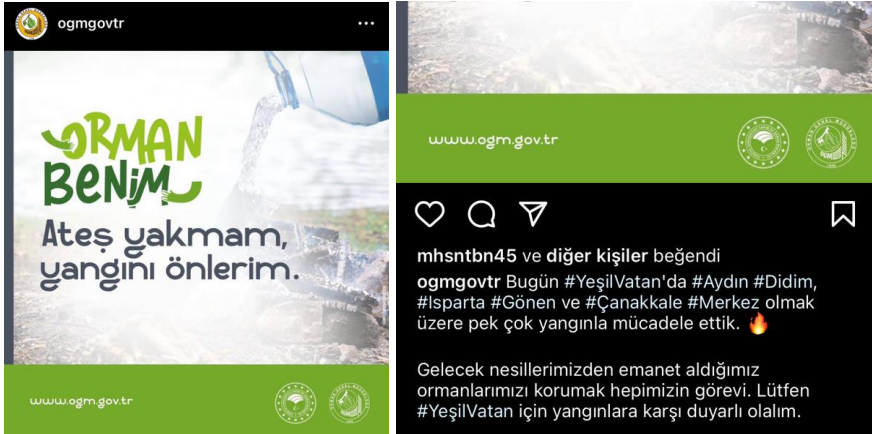 ogmgovtr
ORMAN
BENİM
Ateş yakmam,
yangını önlerim.
www.ogm.gov.tr
www.ogm.gov.tr
mhsntbn45 ve diğer kişiler beğendi
ogmgovtr Bugün #YeşilVatan'da #Aydın #Didim,
#Isparta #Gönen ve #Çanakkale #Merkez olmak
üzere pek çok yangınla mücadele ettik. 🔥
Gelecek nesillerimizden emanet aldığımız
ormanlarımızı korumak hepimizin görevi. Lütfen
#YeşilVatan için yangınlara karşı duyarlı olalım.